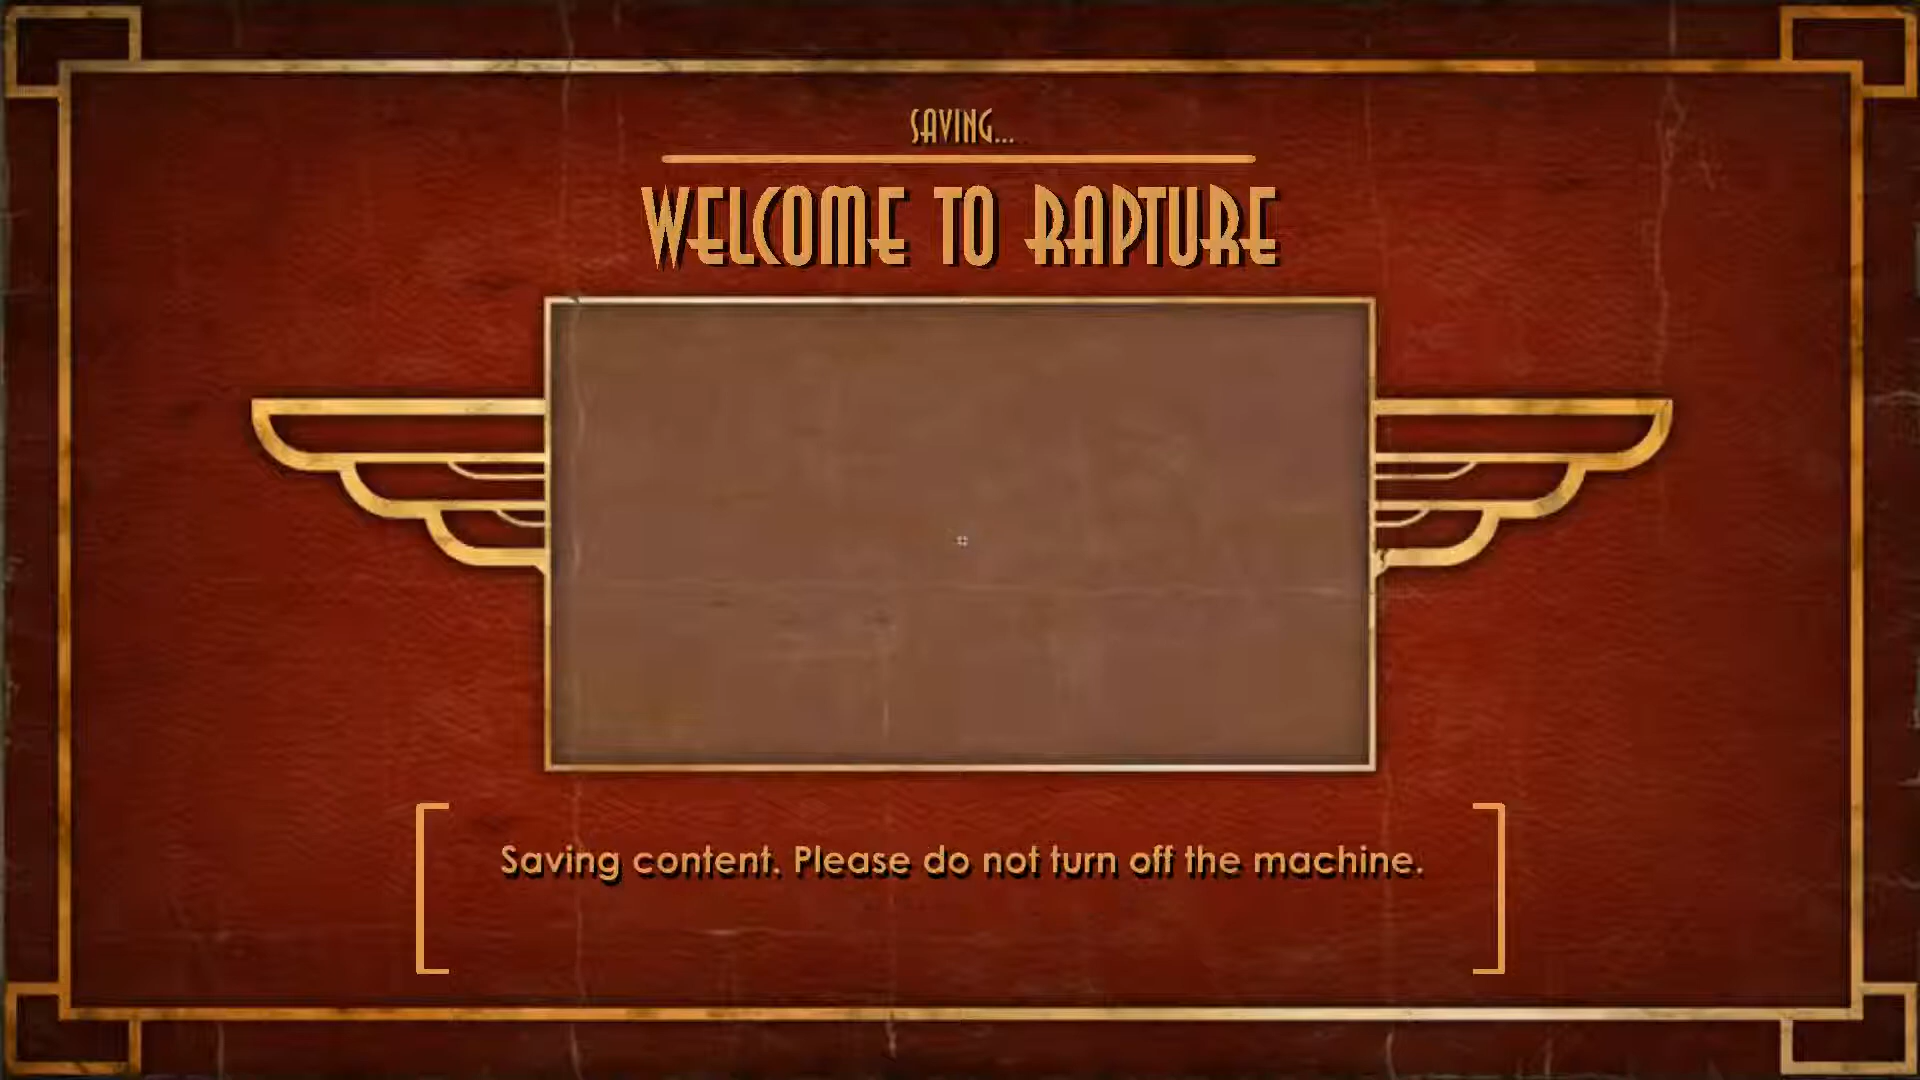 SAVING...
WELCOME TO RAPTURE
Saving content. Please do not turn off the machine.